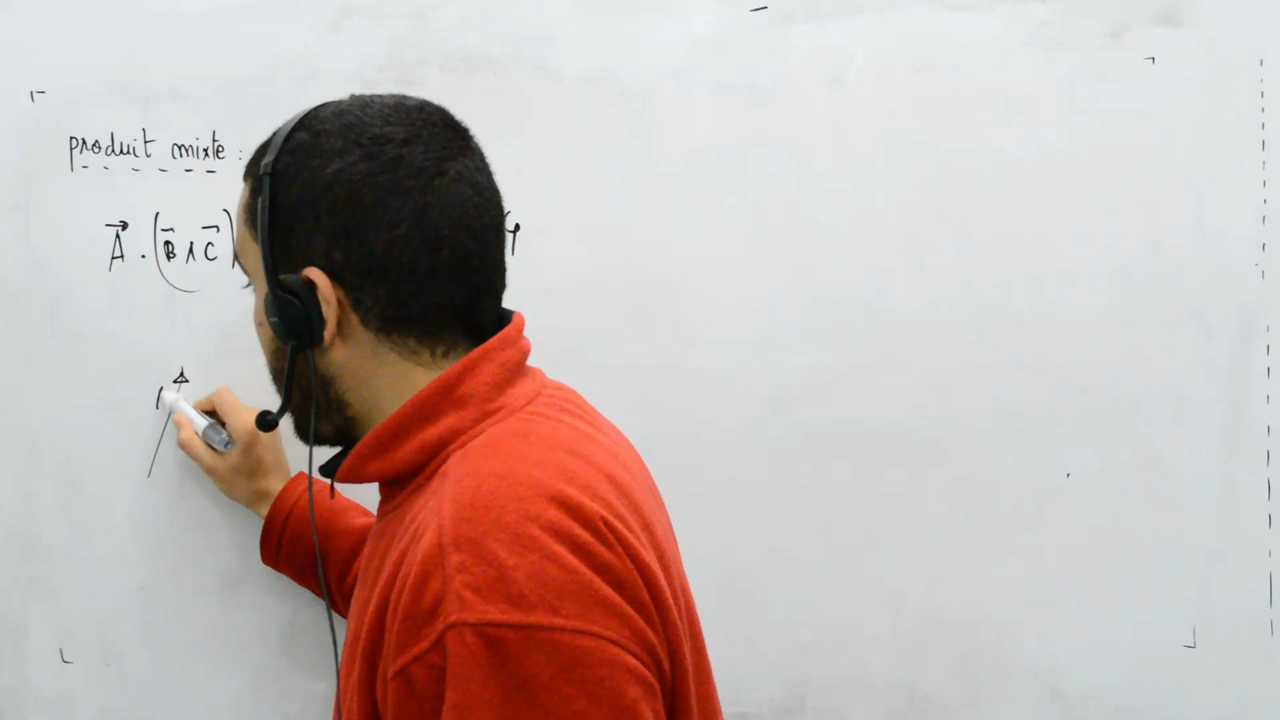 produit mixte :
A⃗ . (B⃗ ∧ C⃗) φ